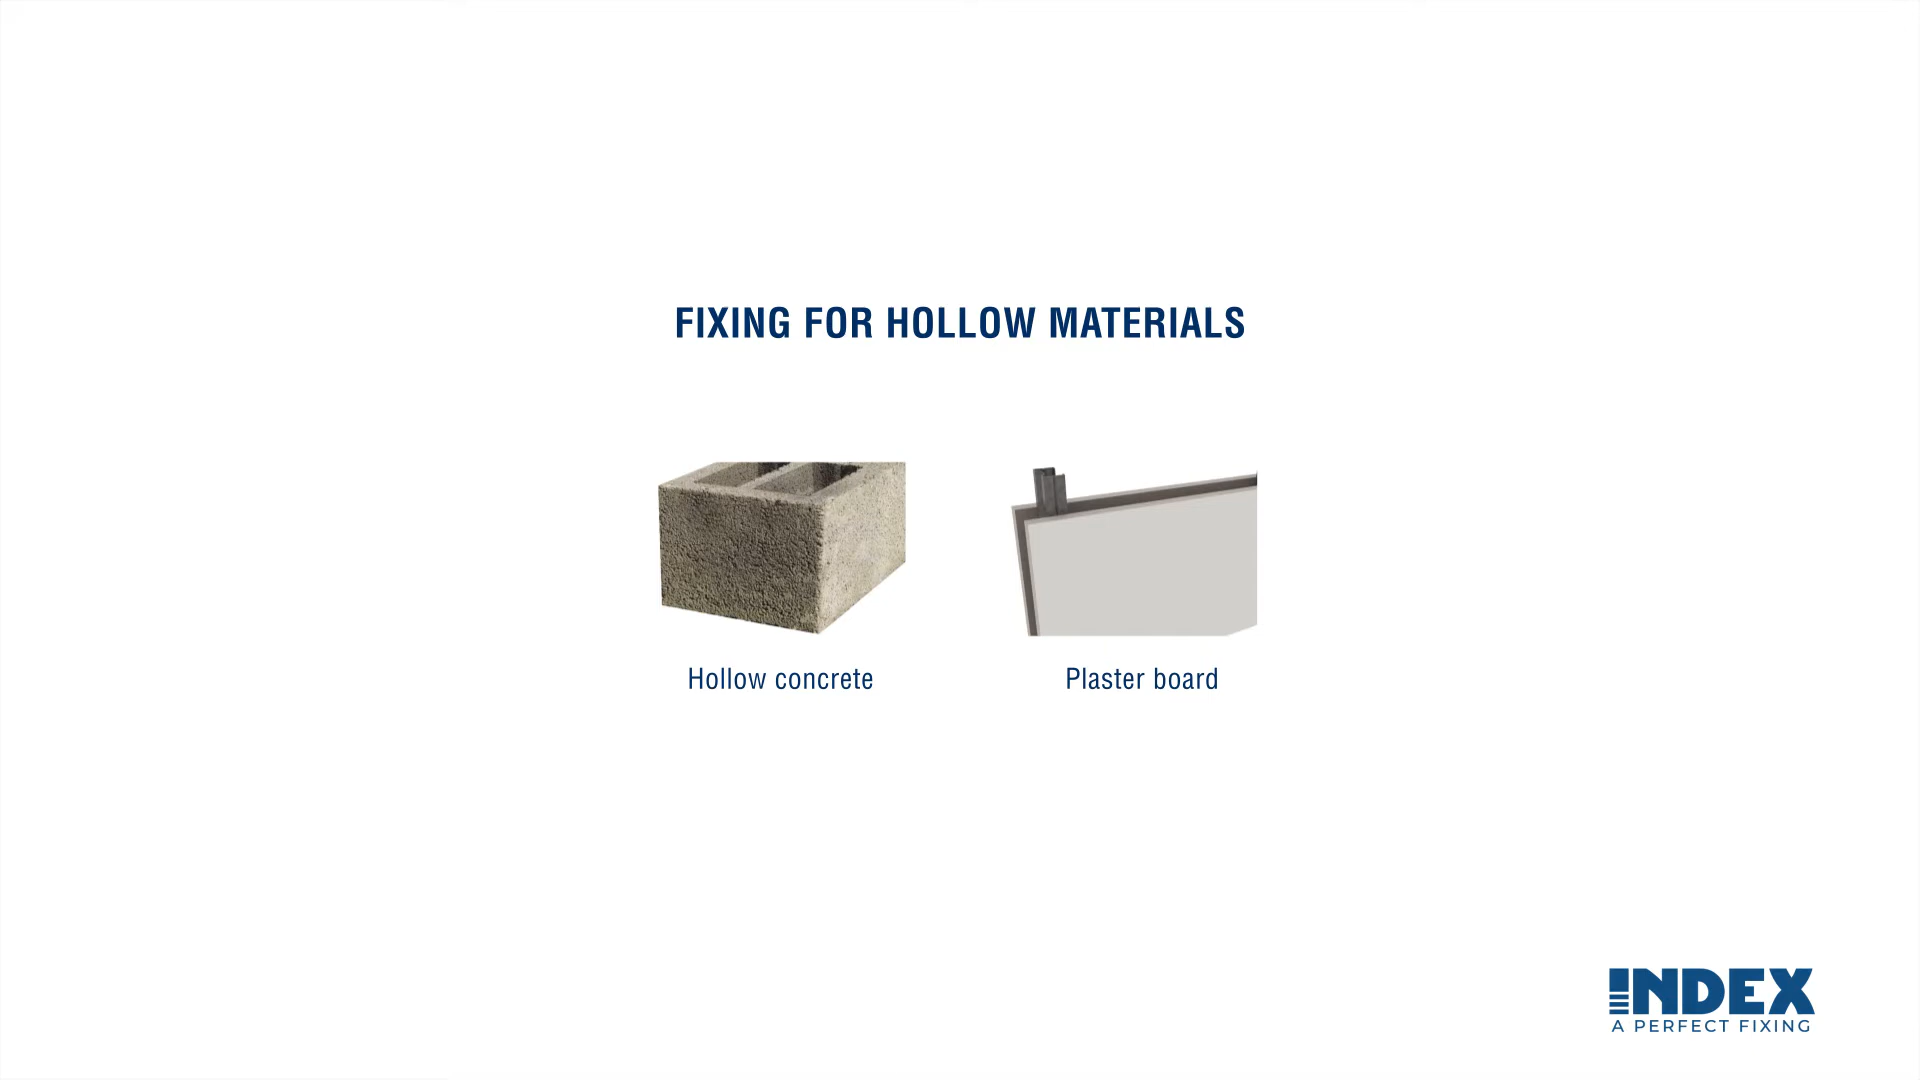 FIXING FOR HOLLOW MATERIALS
Hollow concrete
Plaster board
INDEX
A PERFECT FIXING